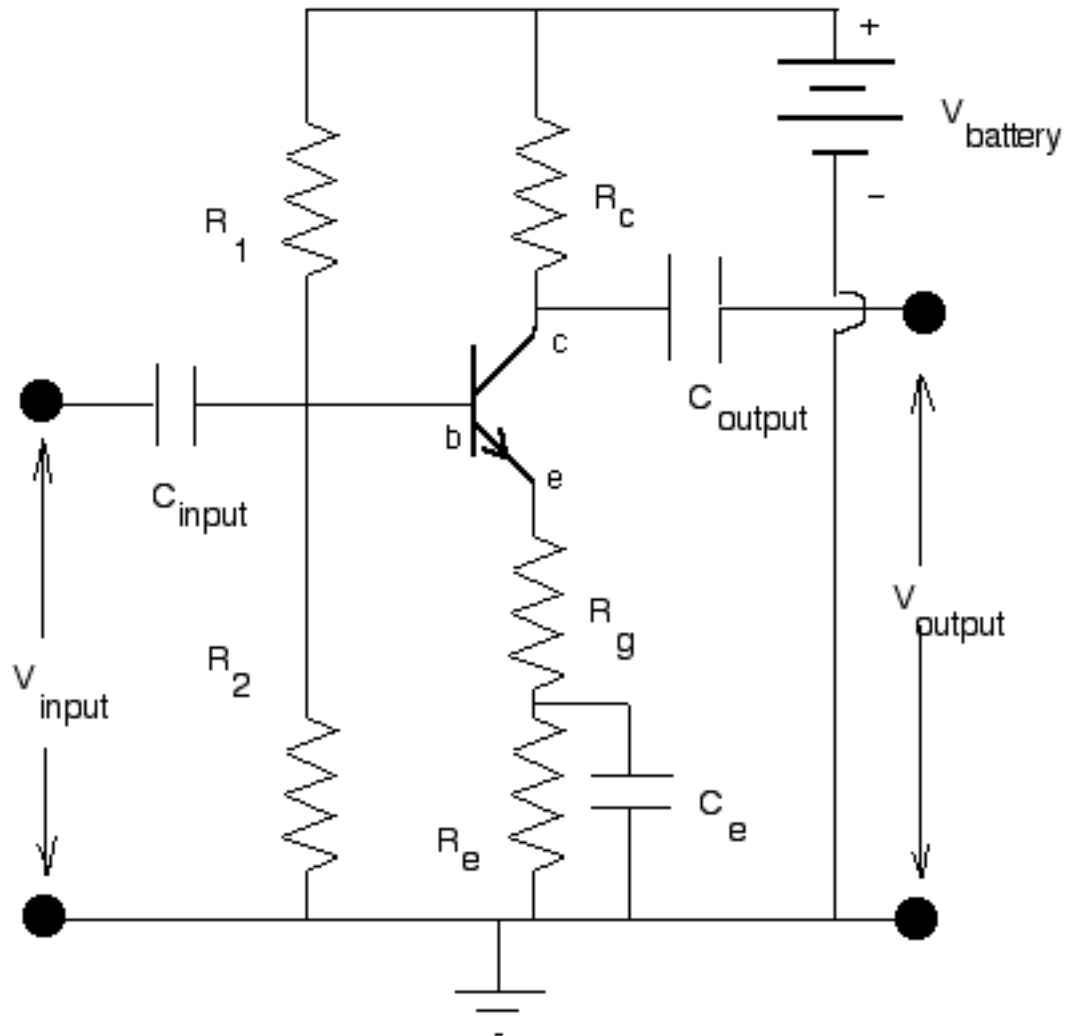 +
V battery
−
R 1
R c
c
C output
b
e
C input
R g
V output
R 2
V input
C e
R e